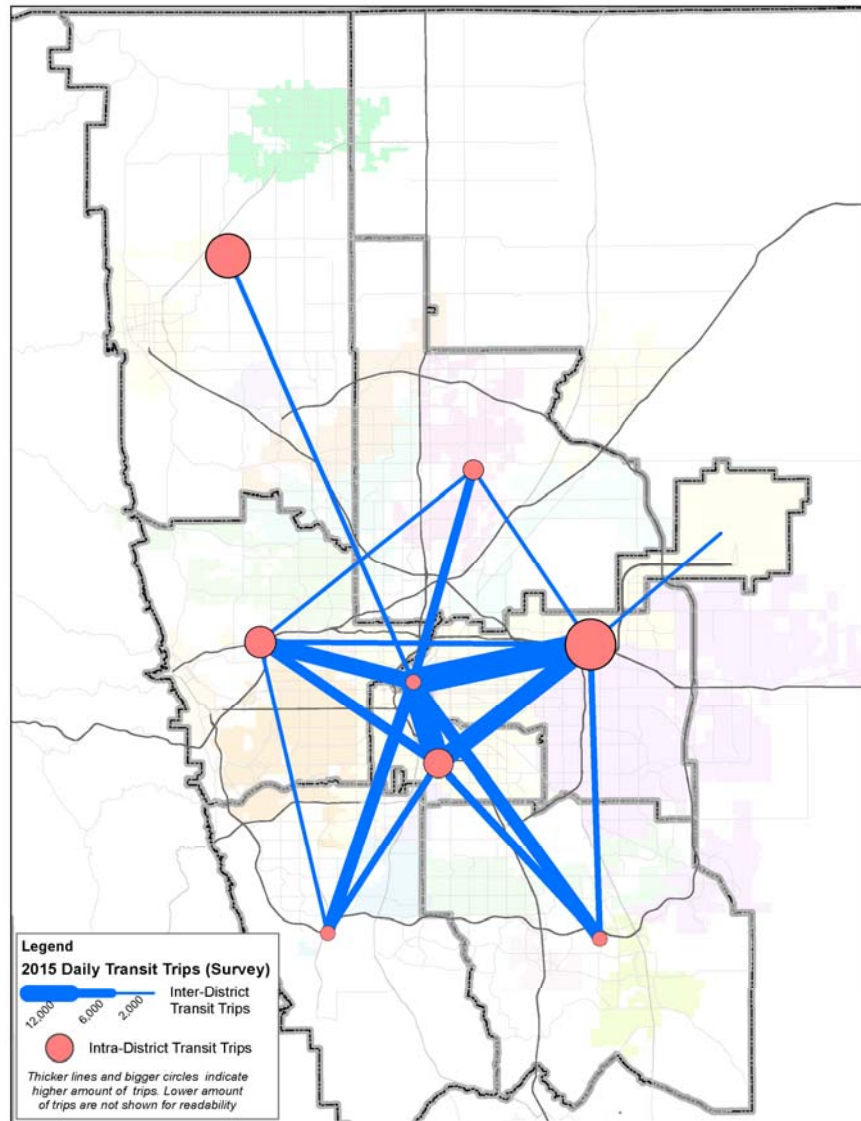 Legend
2015 Daily Transit Trips (Survey)
12,000
6,000
2,000
Inter-District
Transit Trips
Intra-District Transit Trips
Thicker lines and bigger circles indicate
higher amount of trips. Lower amount
of trips are not shown for readability